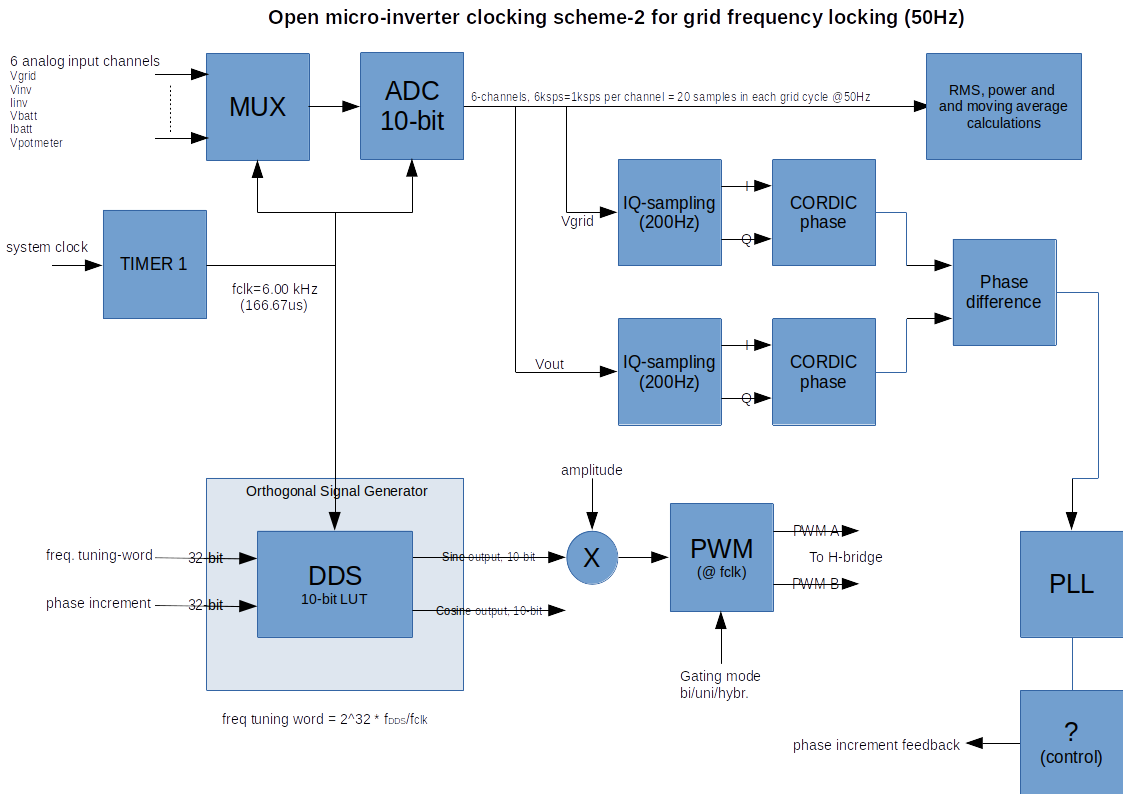 Open micro-inverter clocking scheme-2 for grid frequency locking (50Hz)
6 analog input channels
Vgrid
Vinv
Iinv
Vbatt
Ibatt
Vpotmeter
MUX
ADC
10-bit
6-channels, 6ksps=1ksps per channel = 20 samples in each grid cycle @50Hz
RMS, power and
and moving average
calculations
system clock
TIMER 1
fclk=6.00 kHz
(166.67us)
Vgrid
IQ-sampling
(200Hz)
I
Q
CORDIC
phase
Phase
difference
Vout
IQ-sampling
(200Hz)
I
Q
CORDIC
phase
Orthogonal Signal Generator
freq. tuning-word
32-bit
phase increment
32-bit
DDS
10-bit LUT
Sine output, 10-bit
Cosine output, 10-bit
amplitude
X
PWM
(@ fclk)
PWM A
To H-bridge
PWM B
Gating mode
bi/uni/hybr.
PLL
freq tuning word = 2^32 * fDDS/fclk
?
(control)
phase increment feedback